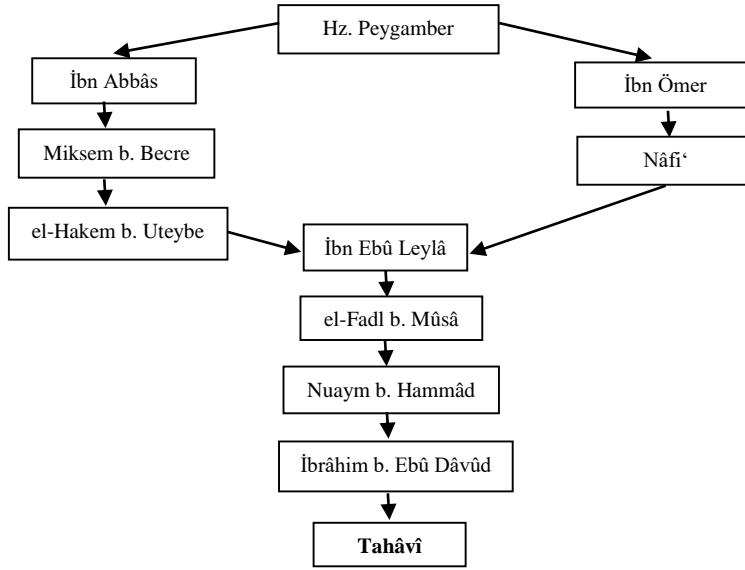 Hz. Peygamber
İbn Abbâs
İbn Ömer
Miksem b. Becre
Nâfi‘
el-Hakem b. Uteybe
İbn Ebû Leylâ
el-Fadl b. Mûsâ
Nuaym b. Hammâd
İbrâhim b. Ebû Dâvûd
Tahâvî